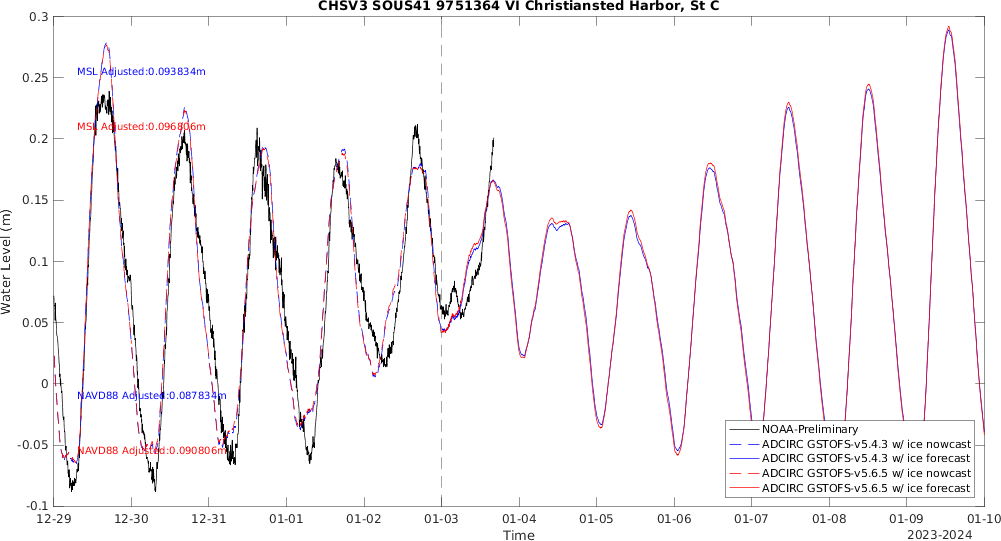 CHSV3 SOUS41 9751364 VI Christiansted Harbor, St C
0.3
0.25
0.2
0.15
0.1
0.05
0
-0.05
-0.1
Water Level (m)
MSL Adjusted:0.093834m
MSL Adjusted:0.096806m
NAVD88 Adjusted:0.087834m
NAVD88 Adjusted:0.090806m
NOAA-Preliminary
ADCIRC GSTOFS-v5.4.3 w/ ice nowcast
ADCIRC GSTOFS-v5.4.3 w/ ice forecast
ADCIRC GSTOFS-v5.6.5 w/ ice nowcast
ADCIRC GSTOFS-v5.6.5 w/ ice forecast
12-29 12-30 12-31 01-01 01-02 01-03 01-04 01-05 01-06 01-07 01-08 01-09 01-10
Time
2023-2024